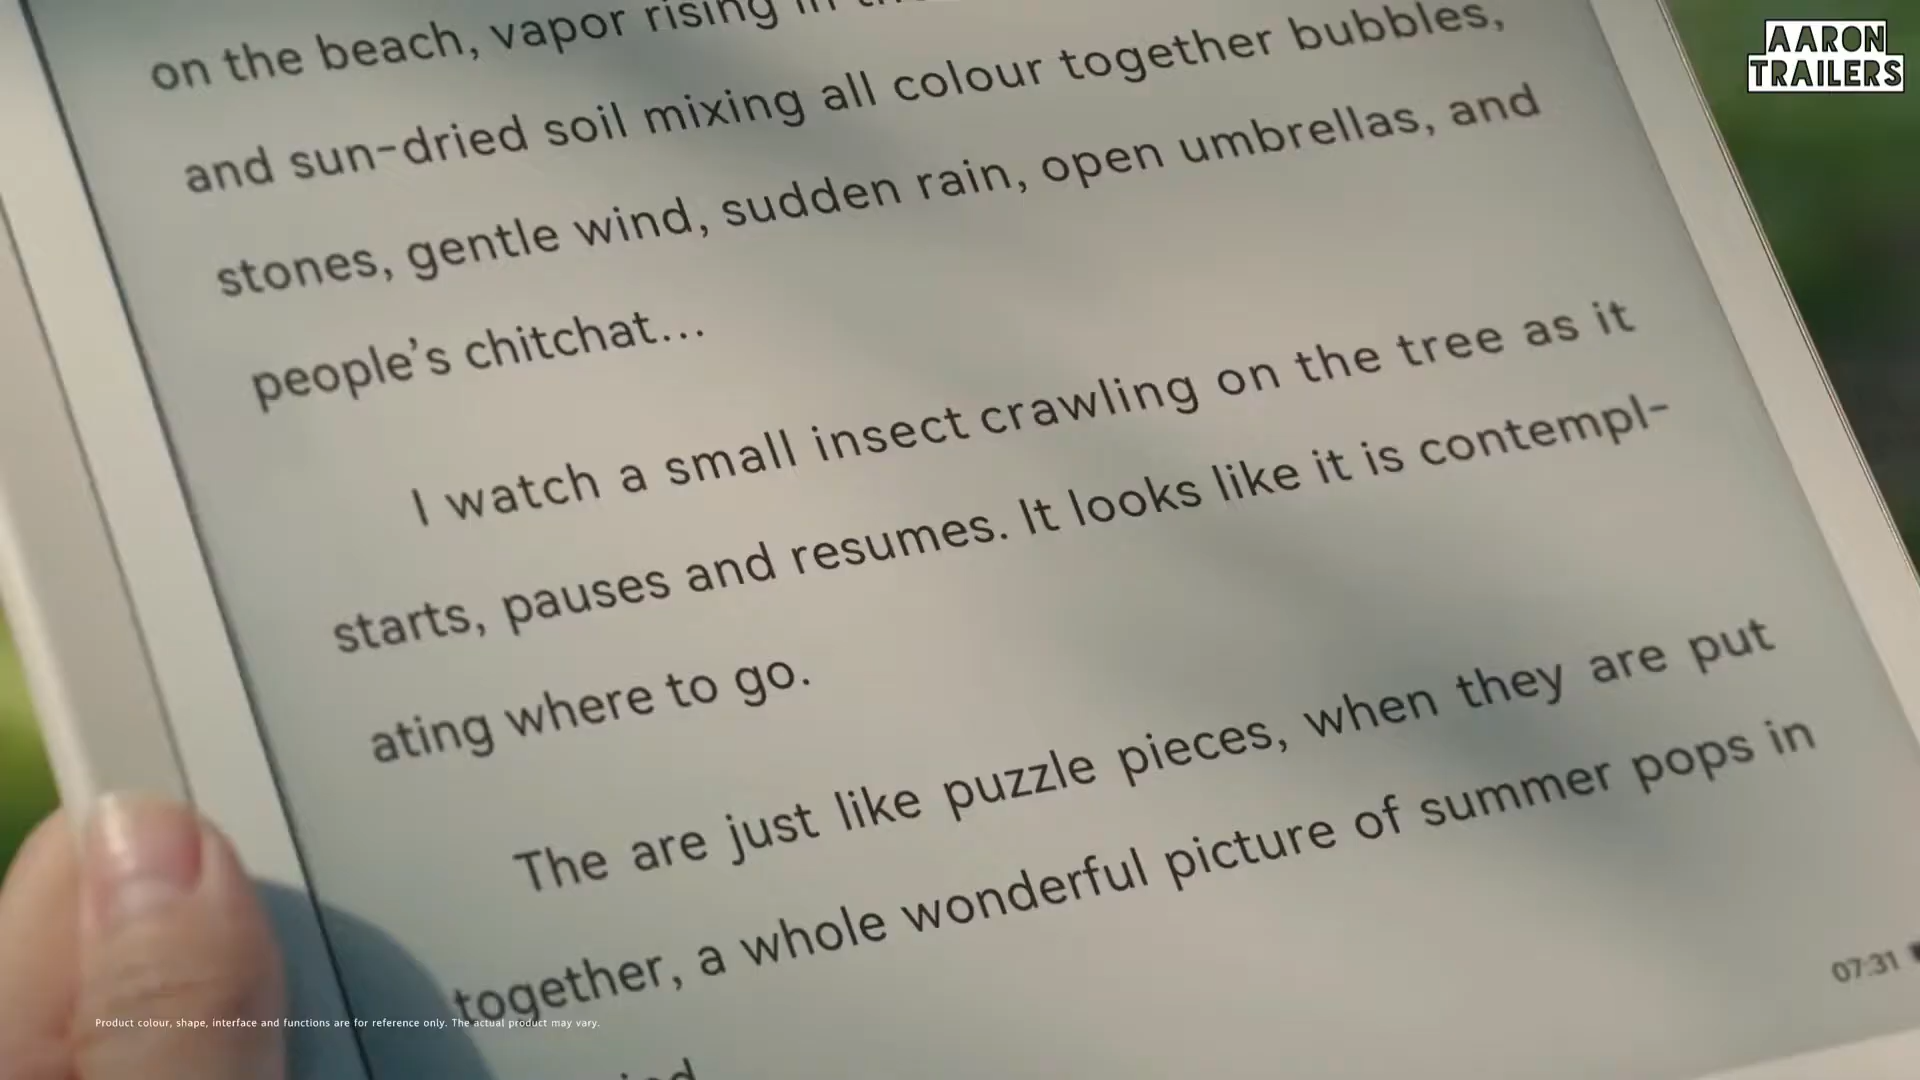 AARON
TRAILERS
on the beach, vapor rising in
and sun-dried soil mixing all colour together bubbles,
stones, gentle wind, sudden rain, open umbrellas, and
people's chitchat...
I watch a small insect crawling on the tree as it
starts, pauses and resumes. It looks like it is contempl-
ating where to go.
The are just like puzzle pieces, when they are put
together, a whole wonderful picture of summer pops in
07:31
Product colour, shape, interface and functions are for reference only. The actual product may vary.